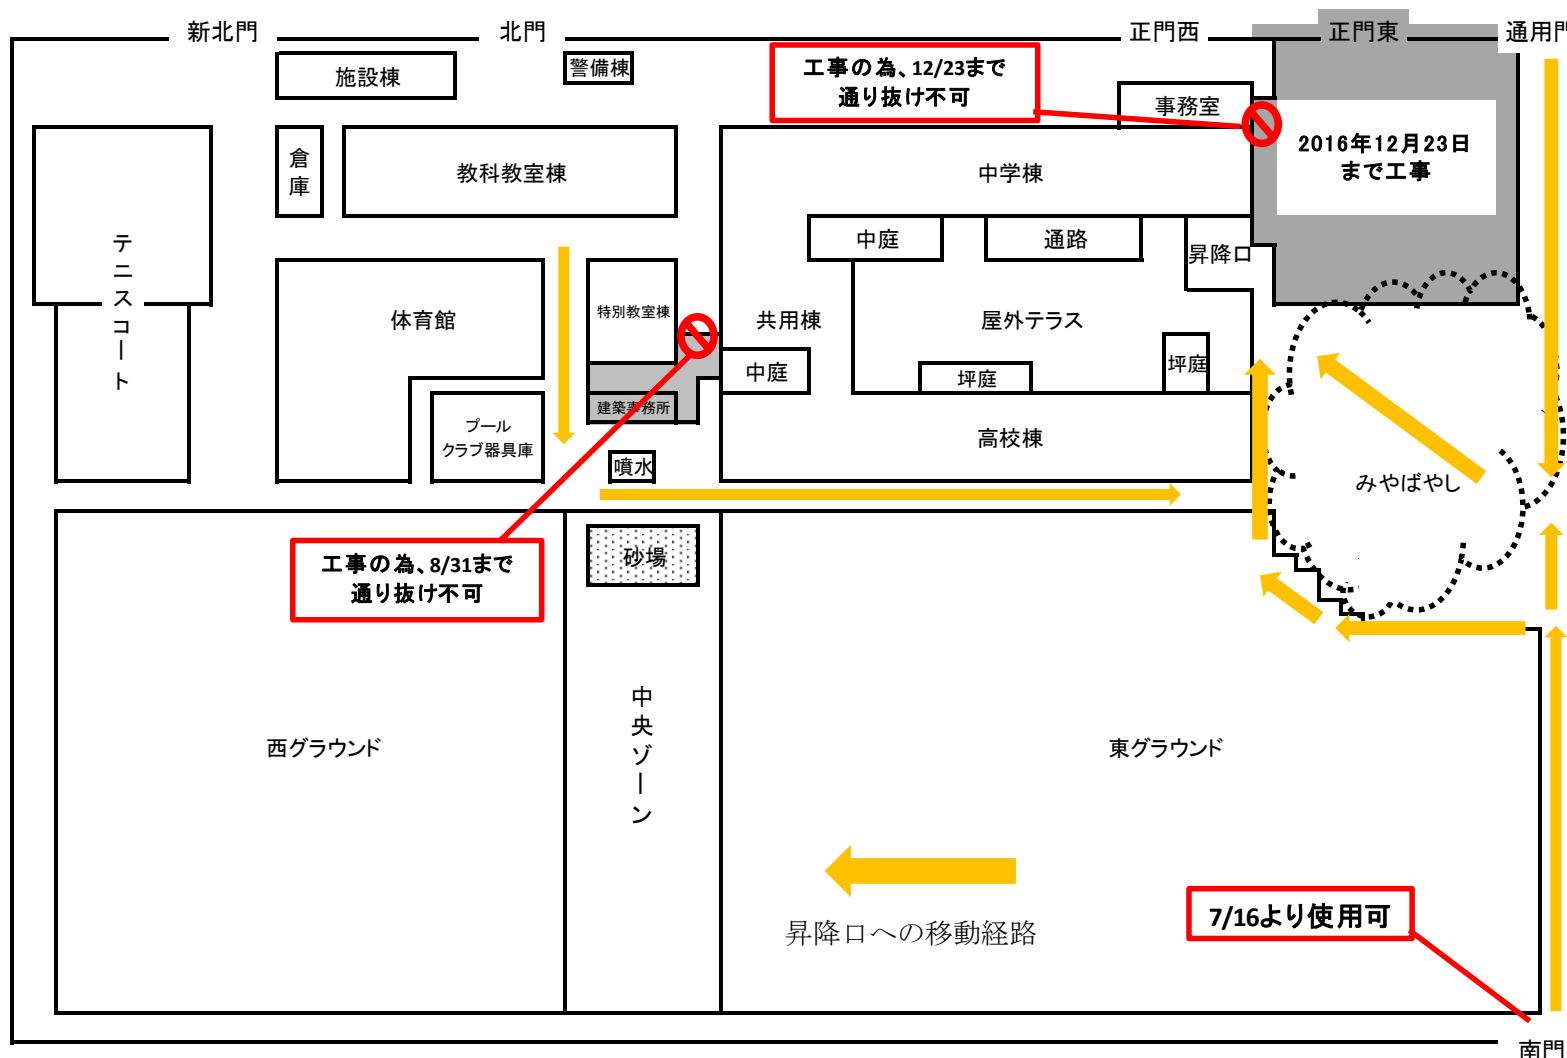 新北門
北門
正門西
正門東
通用門
施設棟
警備棟
工事の為、12/23まで
通り抜け不可
事務室
倉庫
教科教室棟
中学棟
2016年12月23日
まで工事
テニスコート
中庭
通路
昇降口
体育館
特別教室棟
共用棟
屋外テラス
中庭
坪庭
坪庭
建築事務所
プール
クラブ器具庫
高校棟
噴水
みやばやし
工事の為、8/31まで
通り抜け不可
砂場
西グラウンド
中央ゾーン
東グラウンド
昇降口への移動経路
7/16より使用可
南門